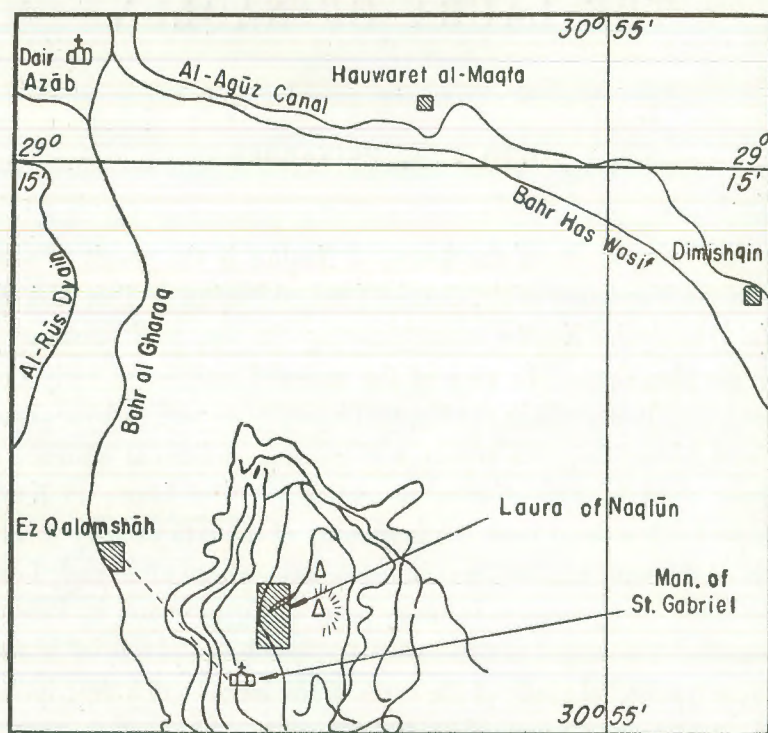 30° 55'
Dair
Azāb
Al-Agūz Canal
Hauwaret al-Maqta
29°
15'
29°
15'
Bahr Has Wasif
Dimishqin
Al-Rūs Dyain
Bahr al Gharaq
Ez Qalamshāh
Laura of Naqlūn
Man. of
St. Gabriel
30° 55'